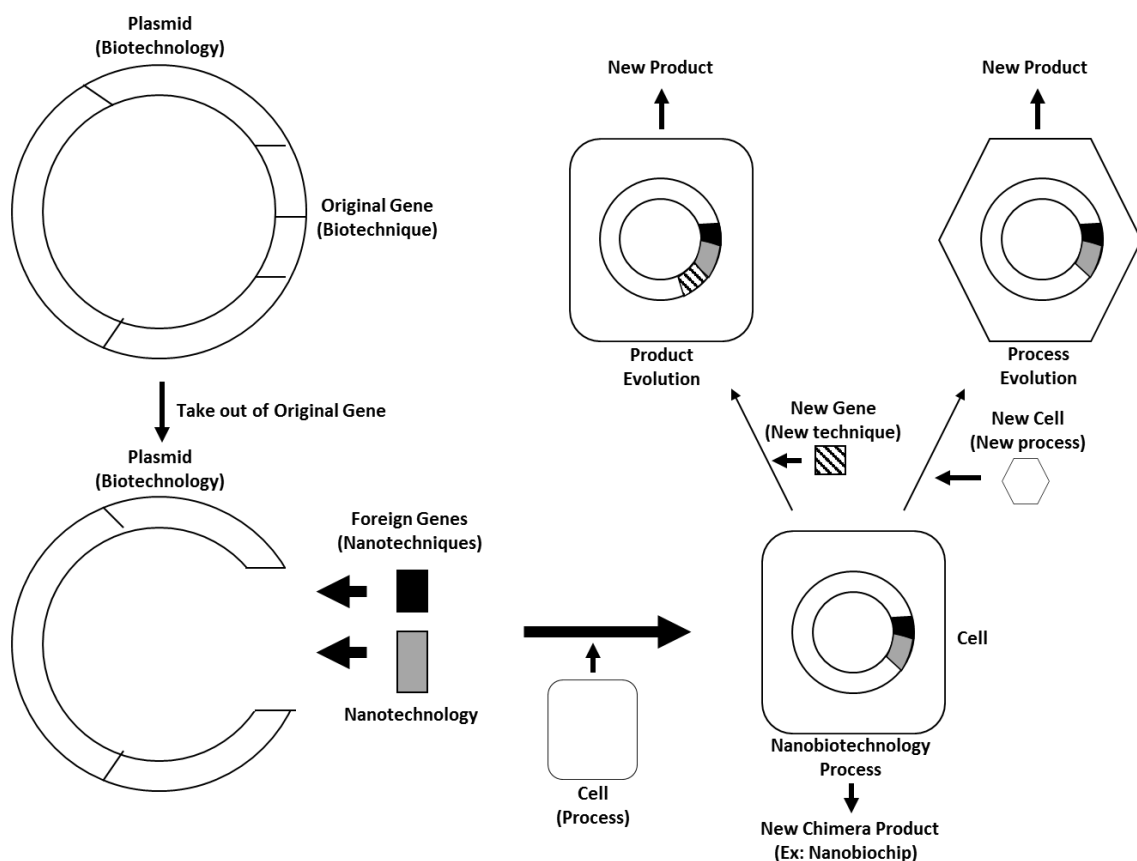 Plasmid
(Biotechnology)
Original Gene
(Biotechnique)
Take out of Original Gene
Plasmid
(Biotechnology)
Foreign Genes
(Nanotechniques)
Nanotechnology
Cell
(Process)
New Product
Product
Evolution
New Gene
(New technique)
New Product
Process
Evolution
New Cell
(New process)
Cell
Nanobiotechnology
Process
New Chimera Product
(Ex: Nanobiochip)